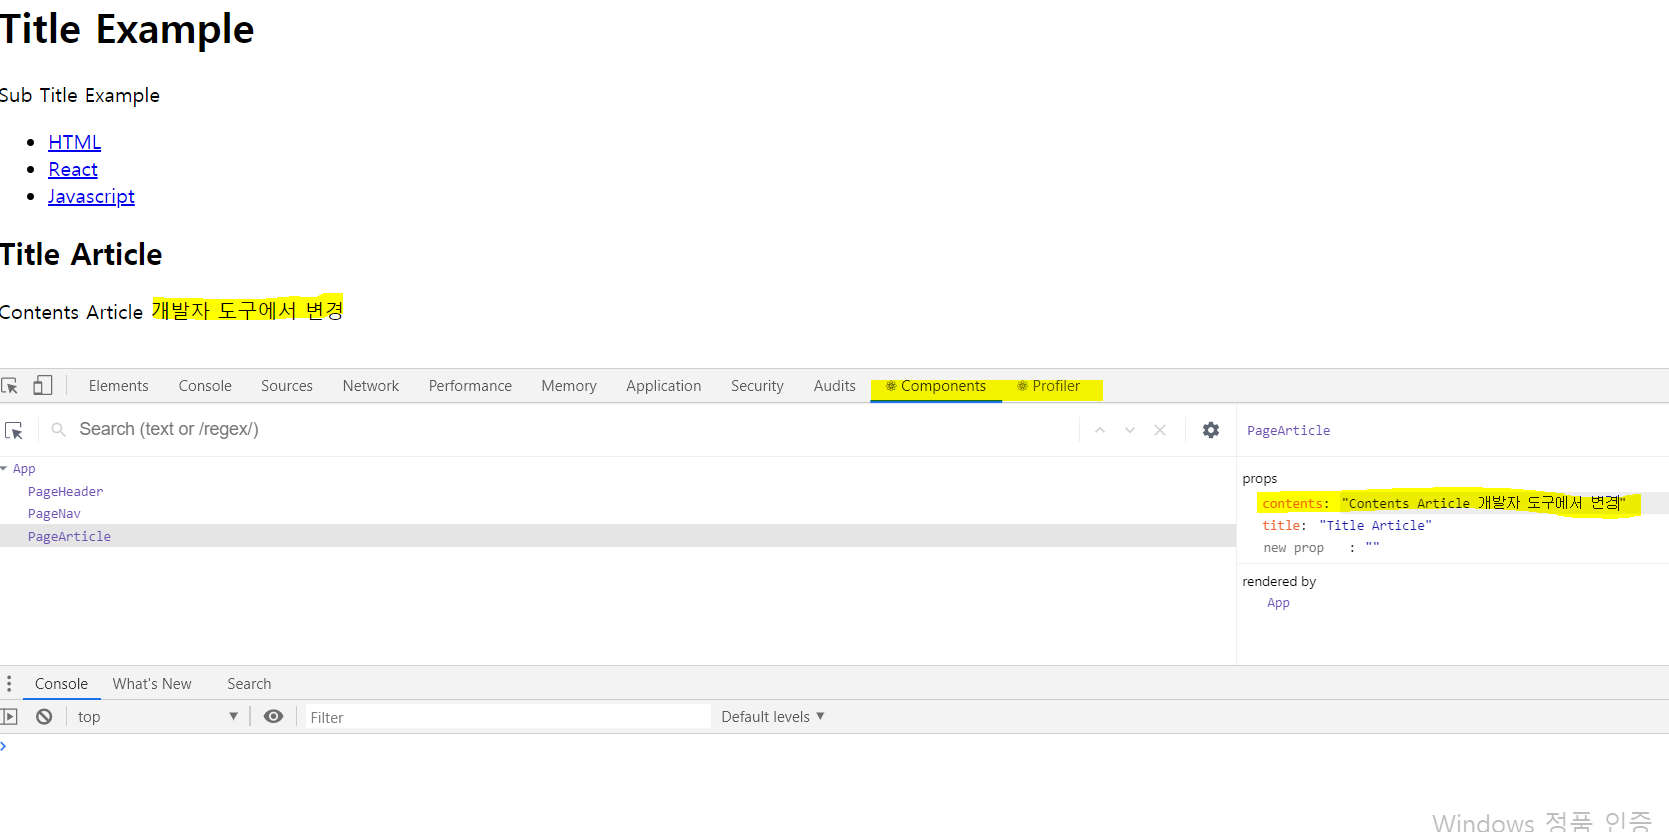 Title Example
Sub Title Example
HTML
React
Javascript
Title Article
Contents Article 개발자 도구에서 변경
Elements Console Sources Network Performance Memory Application Security Audits Components Profiler
Search (text or /regex/)
App
PageHeader
PageNav
PageArticle
PageArticle
props
contents: "Contents Article 개발자 도구에서 변경"
title: "Title Article"
new prop : ""
rendered by
App
Console What's New Search
top Filter Default levels
Windows 정품 인증